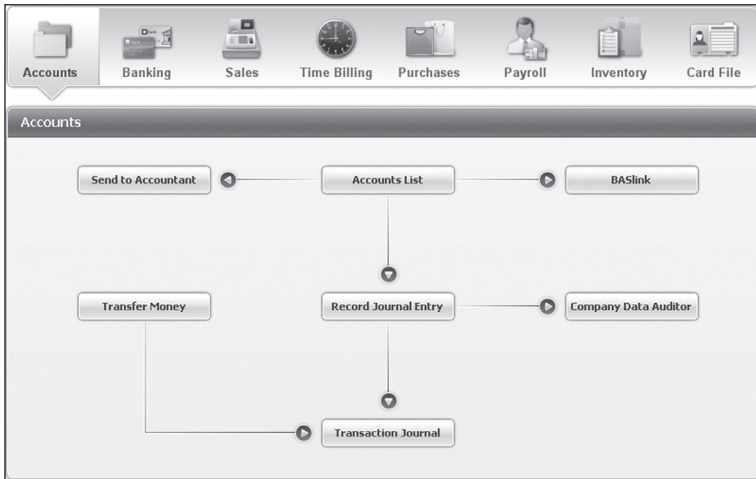 Accounts Banking Sales Time Billing Purchases Payroll Inventory Card File
Accounts
Send to Accountant Accounts List BASlink
Transfer Money Record Journal Entry Company Data Auditor
Transaction Journal